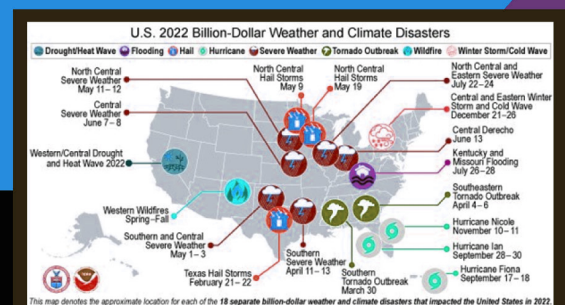 U.S. 2022 Billion-Dollar Weather and Climate Disasters
Drought/Heat Wave
Flooding
Hail
Hurricane
Severe Weather
Tornado Outbreak
Wildfire
Winter Storm/Cold Wave
North Central
Severe Weather
May 11–12
North Central
Hail Storms
May 9
North Central
Hail Storms
May 19
North Central and
Eastern Severe Weather
July 22–24
Central
Severe Weather
June 7–8
Central and Eastern Winter
Storm and Cold Wave
December 21–26
Central Derecho
June 13
Western/Central Drought
and Heat Wave 2022
Kentucky and
Missouri Flooding
July 26–28
Southeastern
Tornado Outbreak
April 4–6
Western Wildfires
Spring–Fall
Hurricane Nicole
November 10–11
Southern and Central
Severe Weather
May 1–3
Hurricane Ian
September 28–30
Texas Hail Storms
February 21–22
Southern
Severe Weather
April 11–13
Southern
Tornado Outbreak
March 30
Hurricane Fiona
September 17–18
This map denotes the approximate location for each of the 18 separate billion-dollar weather and climate disasters that impacted the United States in 2022.